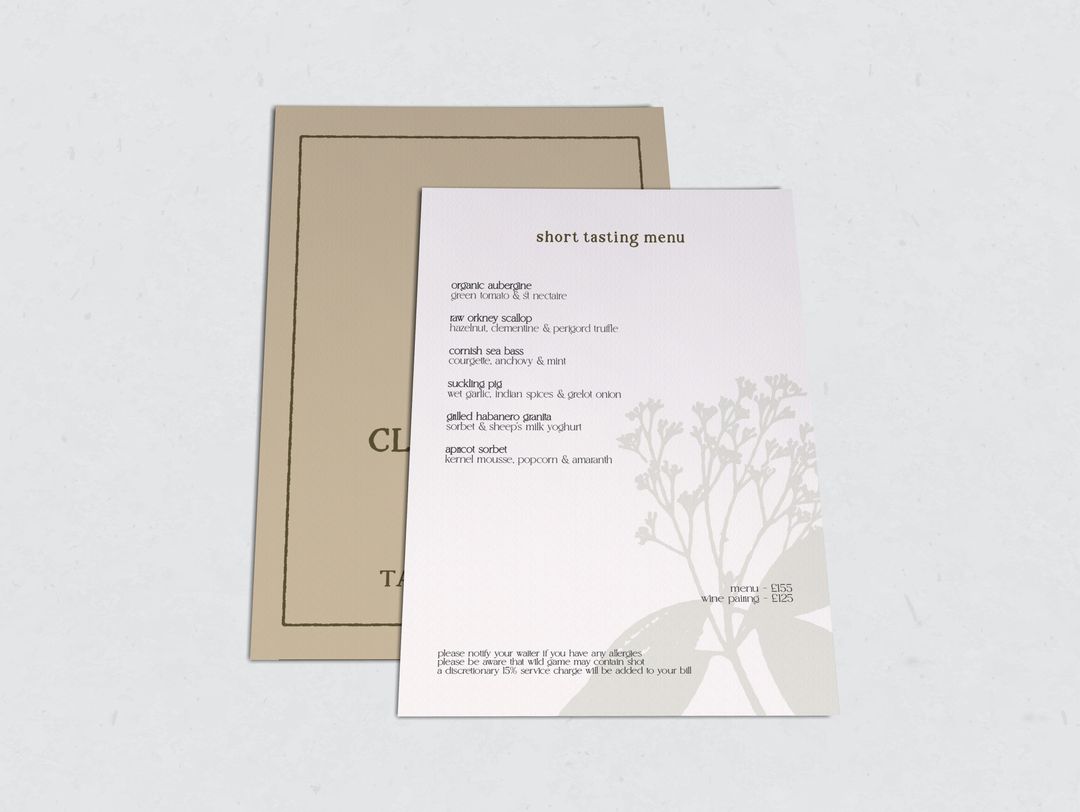 CL
TA
short tasting menu
organic aubergine
green tomato & st nectaire
raw orkney scallop
hazelnut, clementine & perigord truffle
cornish sea bass
courgette, anchovy & mint
suckling pig
wet garlic, indian spices & grelot onion
grilled habanero granita
sorbet & sheep's milk yoghurt
apricot sorbet
kernel mousse, popcorn & amaranth
menu - £155
wine pairing - £125
please notify your waiter if you have any allergies
please be aware that wild game may contain shot
a discretionary 15% service charge will be added to your bill